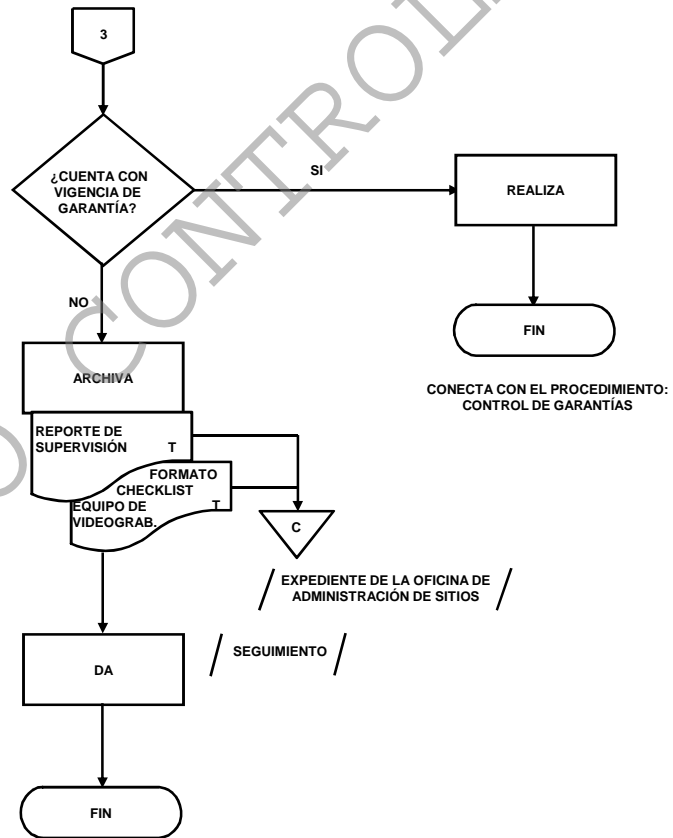 3
¿CUENTA CON
VIGENCIA DE
GARANTÍA?
SI
REALIZA
NO
FIN
ARCHIVA
CONECTA CON EL PROCEDIMIENTO:
CONTROL DE GARANTÍAS
REPORTE DE
SUPERVISIÓN T
FORMATO
CHECKLIST
EQUIPO DE
VIDEOGRAB. T
C
/ EXPEDIENTE DE LA OFICINA DE /
ADMINISTRACIÓN DE SITIOS
/ SEGUIMIENTO /
DA
FIN
O CONTROL